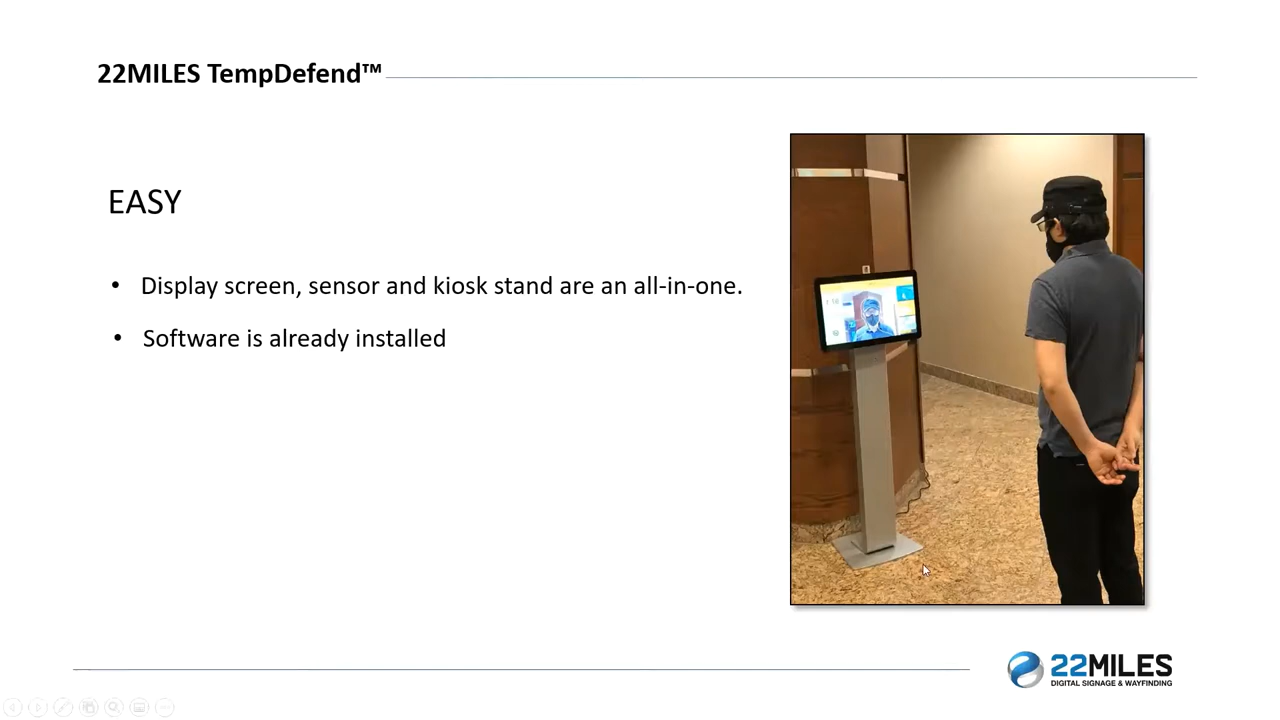 22MILES TempDefend™
EASY
• Display screen, sensor and kiosk stand are an all-in-one.
• Software is already installed
22MILES
DIGITAL SIGNAGE & WAYFINDING